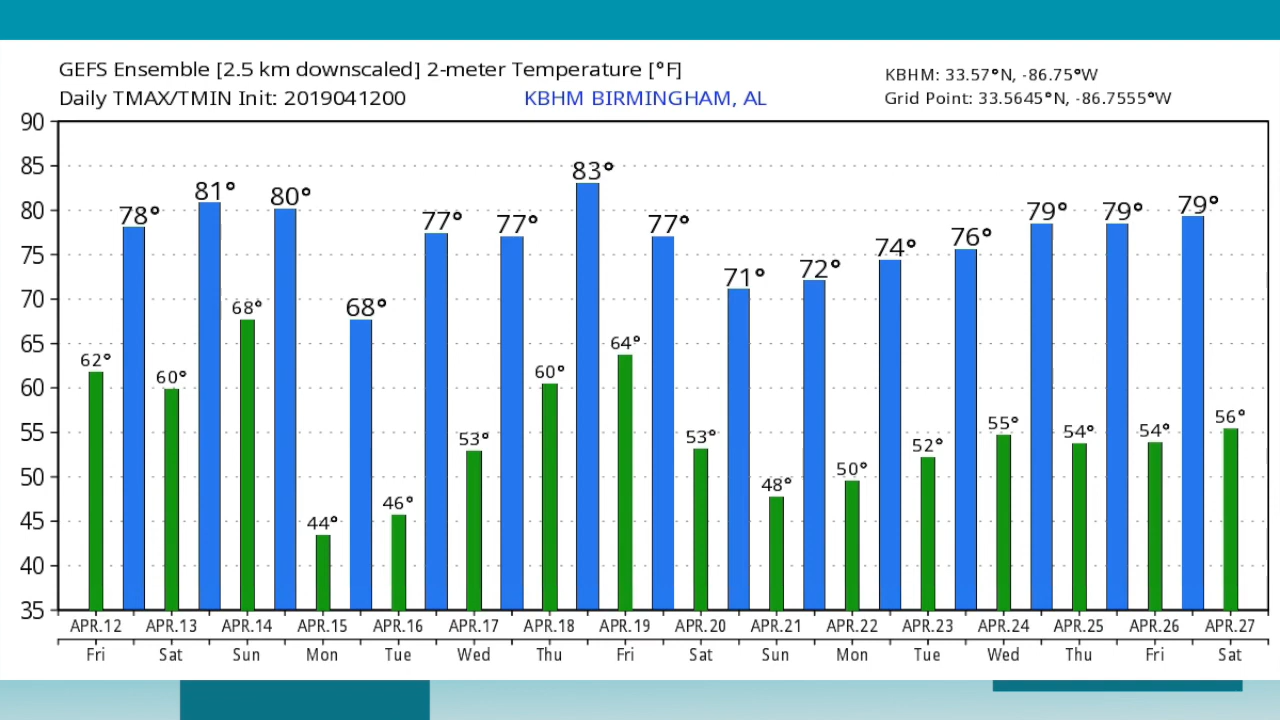 GEFS Ensemble [2.5 km downscaled] 2-meter Temperature [°F]
KBHM: 33.57°N, -86.75°W
Daily TMAX/TMIN Init: 2019041200
KBHM BIRMINGHAM, AL
Grid Point: 33.5645°N, -86.7555°W
90
85
80
75
70
65
60
55
50
45
40
35
62° 78° 60° 81° 68° 80° 44° 68° 46° 77° 53° 77° 60° 83° 64° 77° 53° 71° 48° 72° 50° 74° 52° 76° 55° 79° 54° 79° 54° 79° 56°
APR.12 APR.13 APR.14 APR.15 APR.16 APR.17 APR.18 APR.19 APR.20 APR.21 APR.22 APR.23 APR.24 APR.25 APR.26 APR.27
Fri Sat Sun Mon Tue Wed Thu Fri Sat Sun Mon Tue Wed Thu Fri Sat